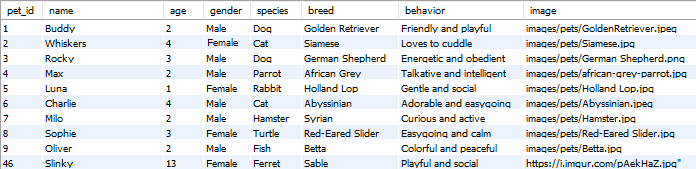 pet_id name age gender species breed behavior image
1 Buddy 2 Male Dog Golden Retriever Friendly and playful images/pets/GoldenRetriever.jpeg
2 Whiskers 4 Female Cat Siamese Loves to cuddle images/pets/Siamese.jpg
3 Rocky 3 Male Dog German Shepherd Energetic and obedient images/pets/German Shepherd.png
4 Max 2 Male Parrot African Grey Talkative and intelligent images/pets/african-grey-parrot.jpg
5 Luna 1 Female Rabbit Holland Lop Gentle and social images/pets/Holland Lop.jpg
6 Charlie 4 Male Cat Abyssinian Adorable and easygoing images/pets/Abyssinian.jpeg
7 Milo 2 Male Hamster Syrian Curious and active images/pets/Hamster.jpg
8 Sophie 3 Female Turtle Red-Eared Slider Easygoing and calm images/pets/Red-Eared Slider.jpg
9 Oliver 2 Male Fish Betta Colorful and peaceful images/pets/Betta.jpg
46 Slinky 13 Female Ferret Sable Playful and social https://i.imgur.com/pAekHaZ.jpg"